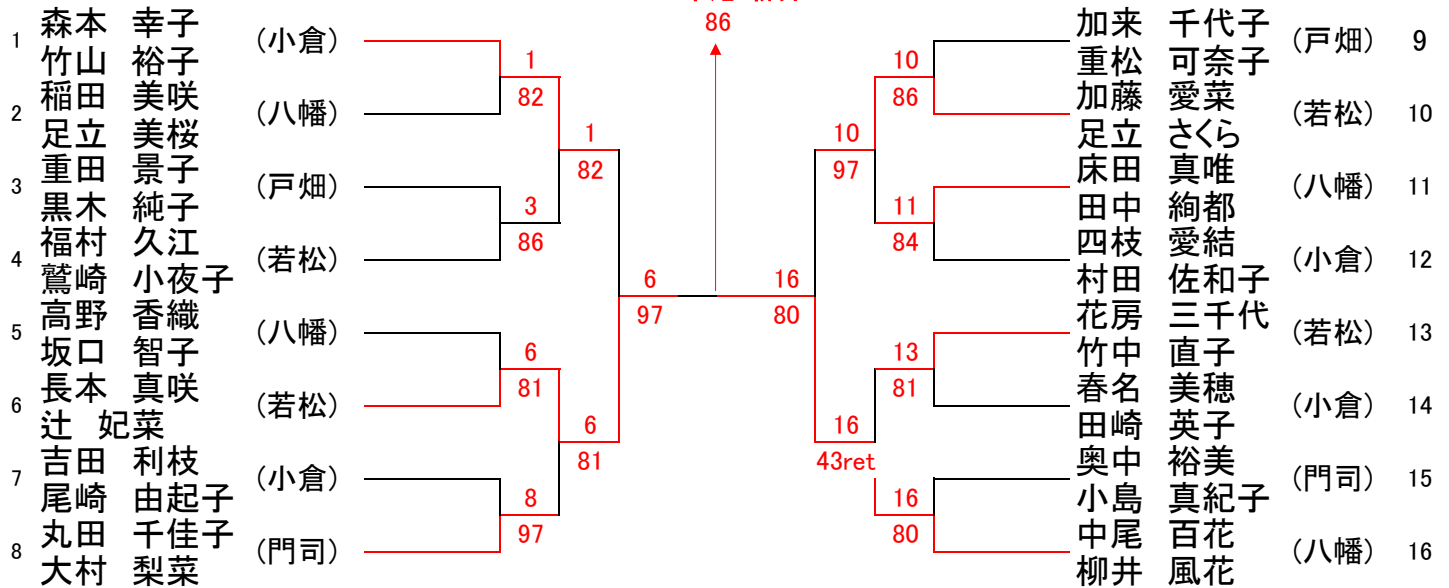 86
1 森本 幸子 (小倉)
竹山 裕子
2 稲田 美咲 (八幡)
足立 美桜
3 重田 景子 (戸畑)
黒木 純子
4 福村 久江 (若松)
鷲崎 小夜子
5 高野 香織 (八幡)
坂口 智子
6 長本 真咲 (若松)
辻 妃菜
7 吉田 利枝 (小倉)
尾崎 由起子
8 丸田 千佳子 (門司)
大村 梨菜
1
82
3
86
6
81
8
97
1
82
6
81
6
97
16
80
10
97
16
43ret
10
86
11
84
13
81
16
80
加来 千代子 (戸畑) 9
重松 可奈子
加藤 愛菜 (若松) 10
足立 さくら
床田 真唯 (八幡) 11
田中 絢都
四枝 愛結 (小倉) 12
村田 佐和子
花房 三千代 (若松) 13
竹中 直子
春名 美穂 (小倉) 14
田崎 英子
奥中 裕美 (門司) 15
小島 真紀子
中尾 百花 (八幡) 16
柳井 風花